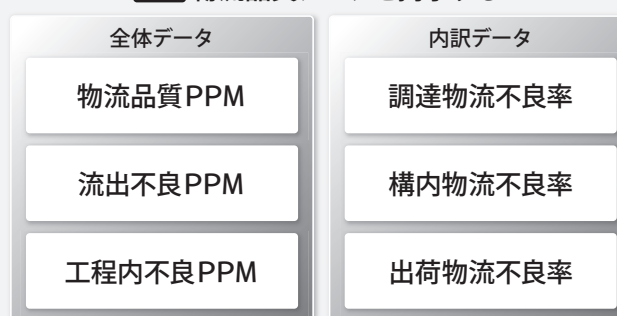 全体データ
物流品質PPM
流出不良PPM
工程内不良PPM
内訳データ
調達物流不良率
構内物流不良率
出荷物流不良率